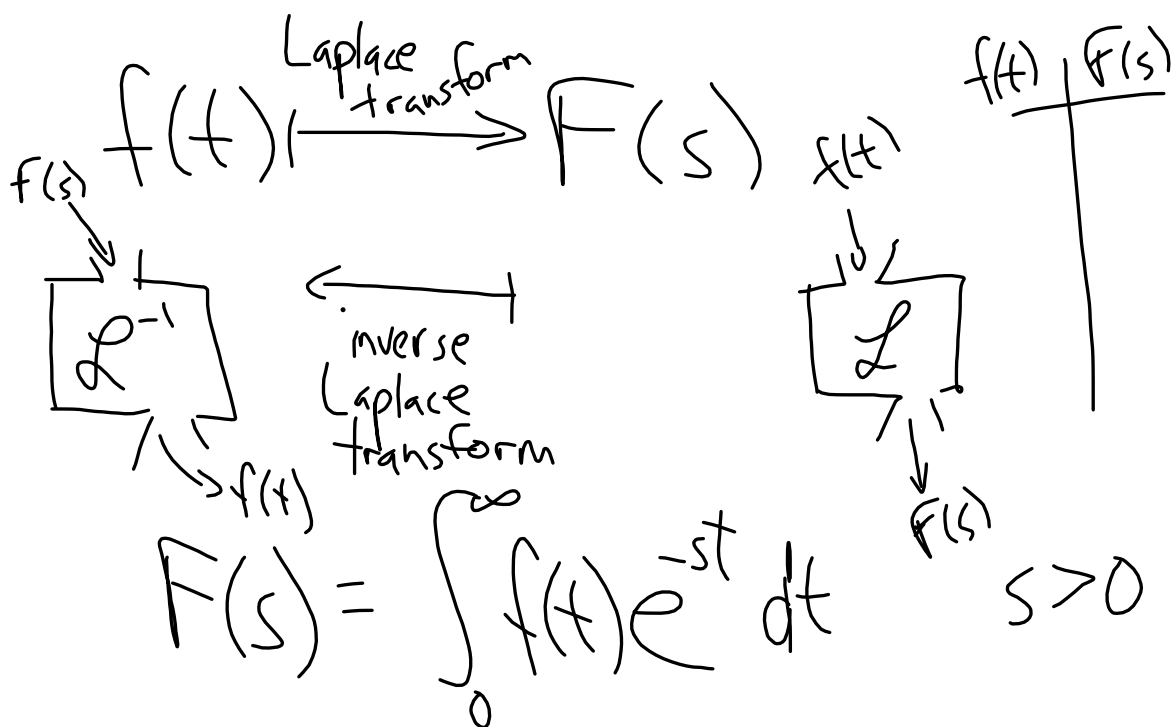 Laplace transform
f(t) ⟼ F(s)
f(t) | F(s)
F(s)
f(t)
ℒ⁻¹
inverse Laplace transform
ℒ
f(t)
F(s)
F(s) = ∫₀^∞ f(t) e^{-st} dt
s > 0